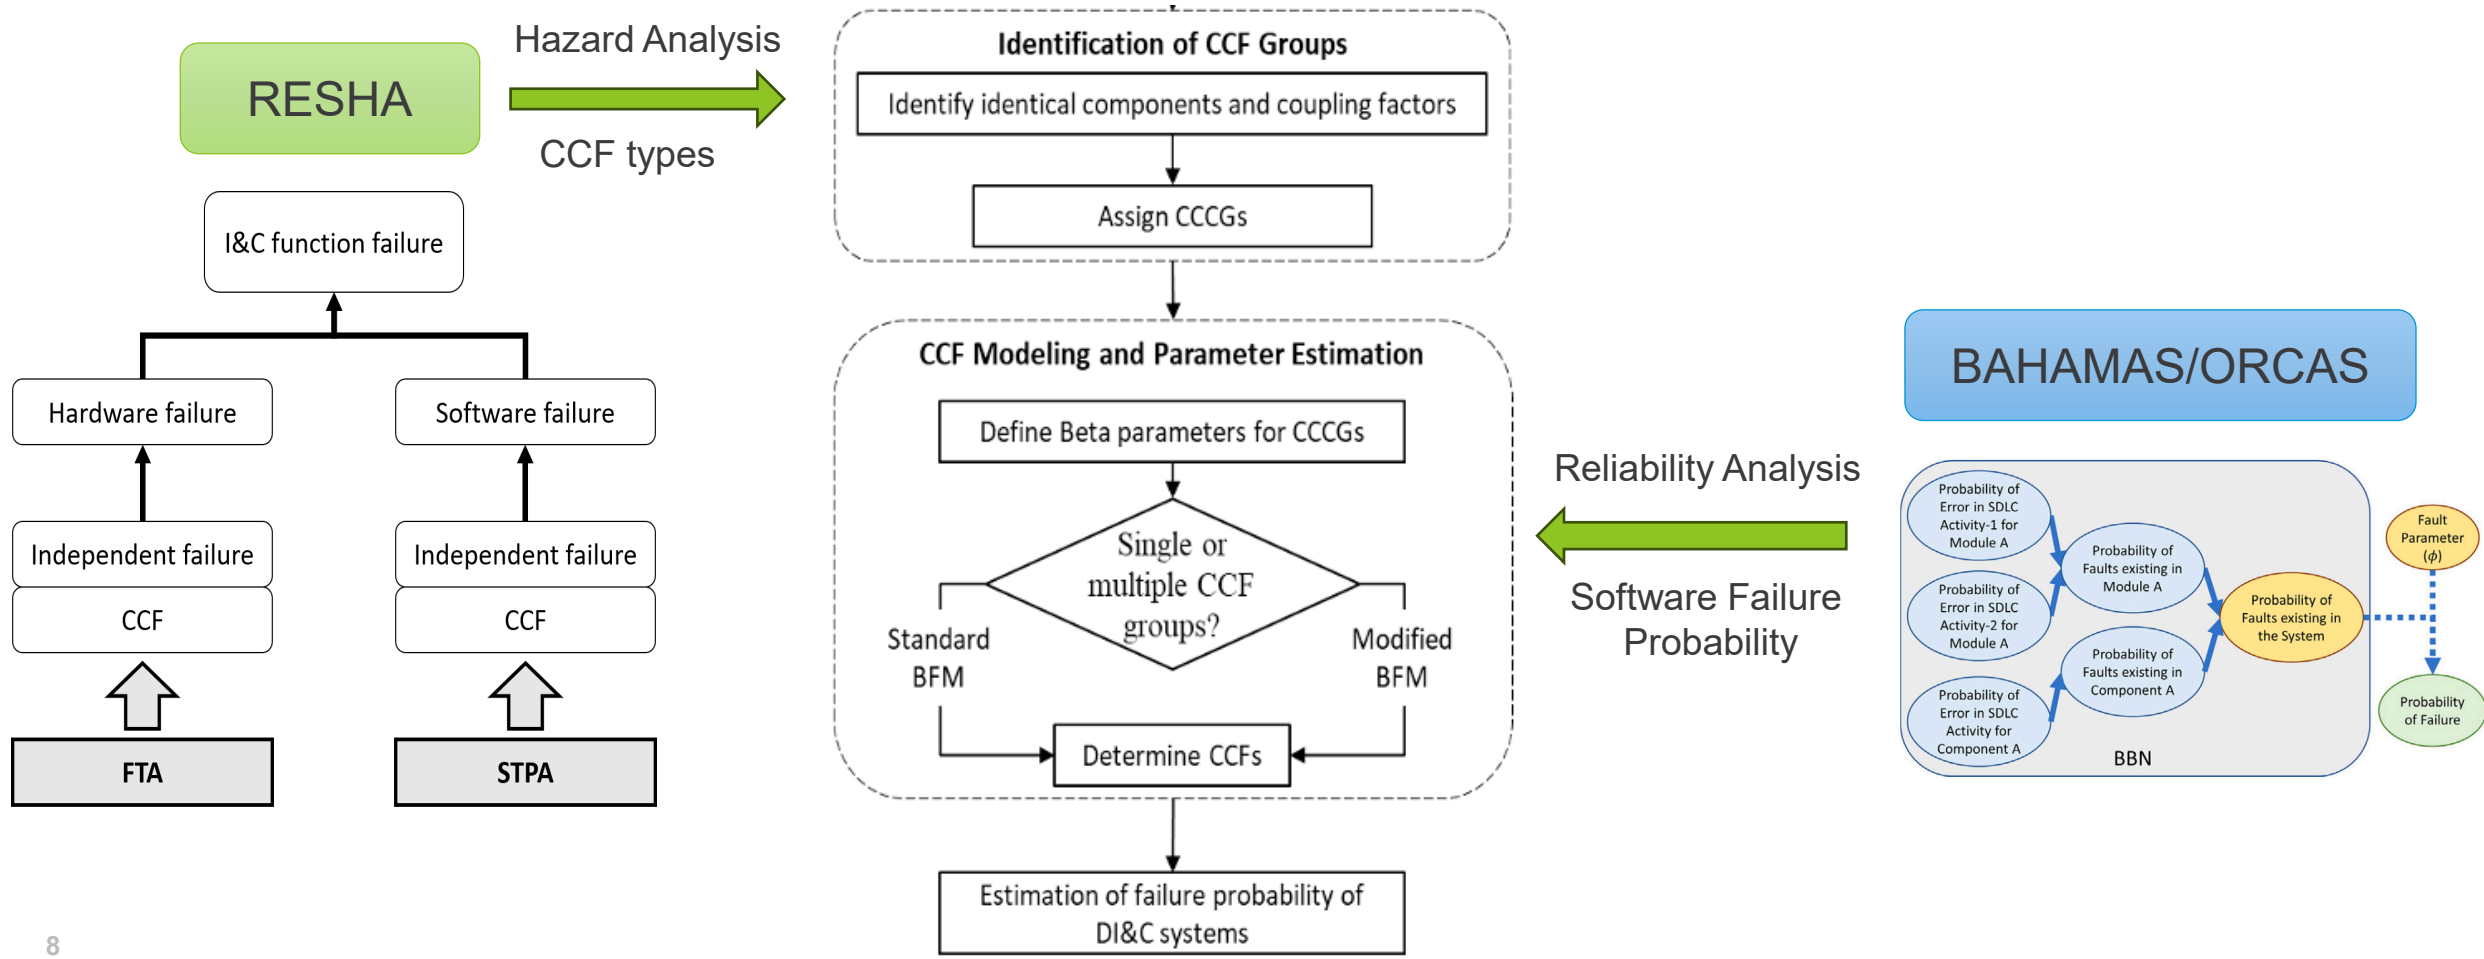 RESHA
Hazard Analysis
CCF types
I&C function failure
Hardware failure
Software failure
Independent failure
CCF
Independent failure
CCF
FTA
STPA
Identification of CCF Groups
Identify identical components and coupling factors
Assign CCCGs
CCF Modeling and Parameter Estimation
Define Beta parameters for CCCGs
Single or
multiple CCF
groups?
Standard
BFM
Modified
BFM
Determine CCFs
Estimation of failure probability of
DI&C systems
Reliability Analysis
Software Failure
Probability
BAHAMAS/ORCAS
Probability of
Error in SDLC
Activity-1 for
Module A
Probability of
Error in SDLC
Activity-2 for
Module A
Probability of
Error in SDLC
Activity for
Component A
Probability of
Faults existing in
Module A
Probability of
Faults existing in
Component A
Probability of
Faults existing in
the System
Fault
Parameter
(ϕ)
Probability
of Failure
BBN
8